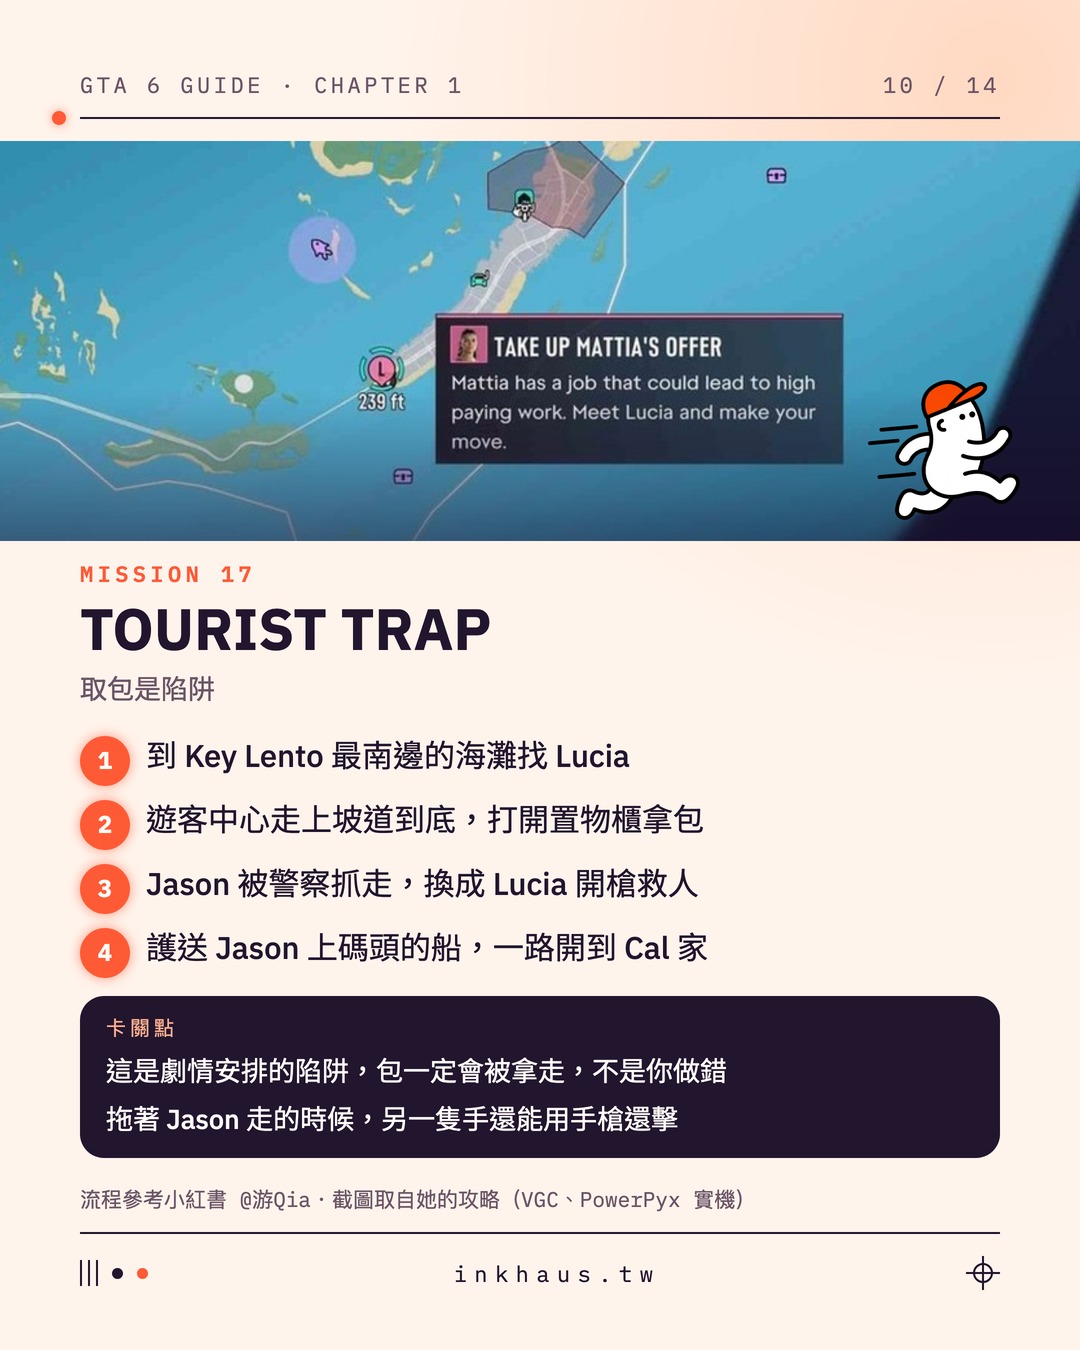 GTA 6 GUIDE · CHAPTER 1
10 / 14
L
239 ft
TAKE UP MATTIA'S OFFER
Mattia has a job that could lead to high
paying work. Meet Lucia and make your
move.
MISSION 17
TOURIST TRAP
取包是陷阱
1 到 Key Lento 最南邊的海灘找 Lucia
2 遊客中心走上坡道到底，打開置物櫃拿包
3 Jason 被警察抓走，換成 Lucia 開槍救人
4 護送 Jason 上碼頭的船，一路開到 Cal 家
卡關點
這是劇情安排的陷阱，包一定會被拿走，不是你做錯
拖著 Jason 走的時候，另一隻手還能用手槍還擊
流程參考小紅書 @游Qia · 截圖取自她的攻略（VGC、PowerPyx 實機）
inkhaus.tw